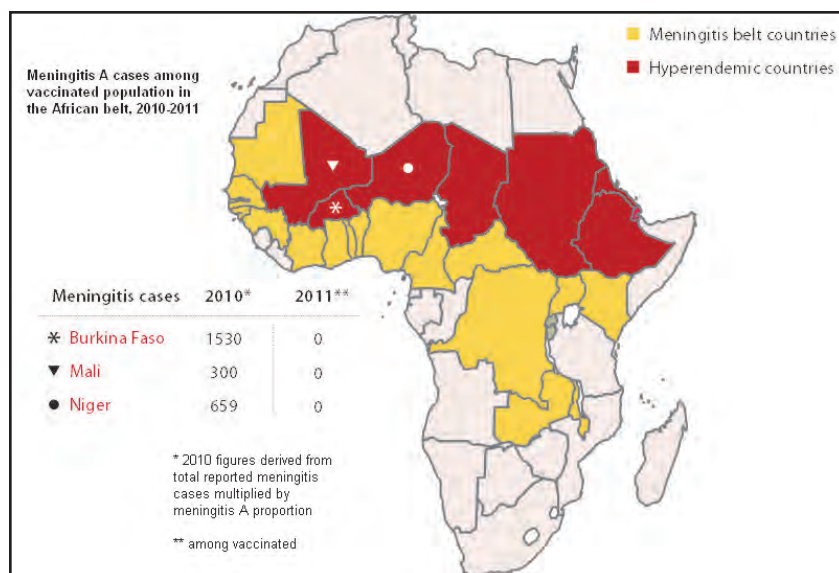 Meningitis belt countries
Hyperendemic countries
Meningitis A cases among
vaccinated population in
the African belt, 2010-2011
Meningitis cases 2010* 2011**
Burkina Faso 1530 0
Mali 300 0
Niger 659 0
* 2010 figures derived from
total reported meningitis
cases multiplied by
meningitis A proportion
** among vaccinated